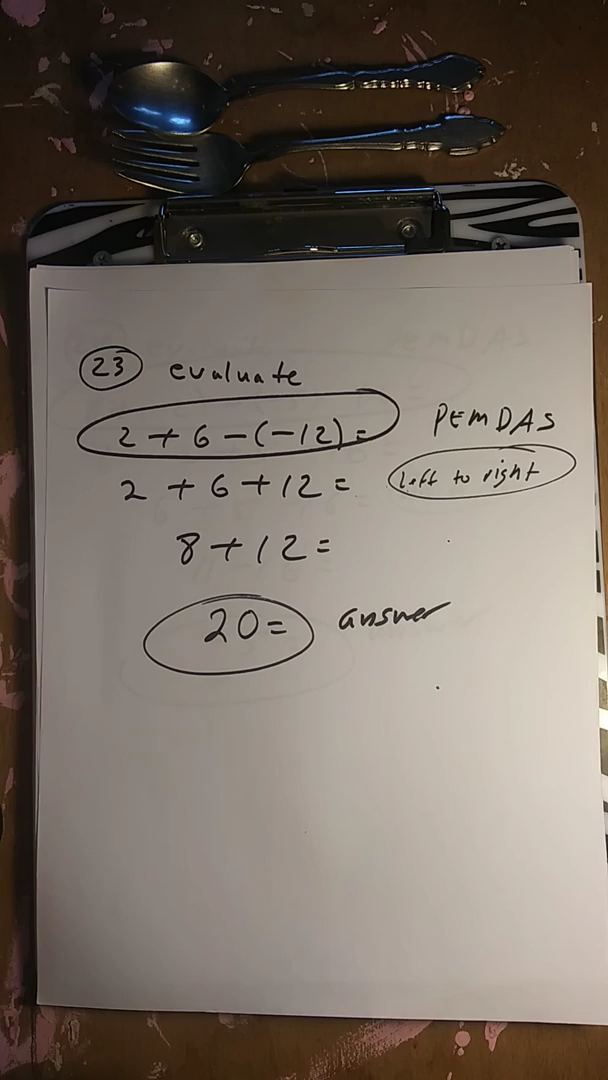 23 evaluate
2 + 6 - (-12) = PEMDAS
2 + 6 + 12 = left to right
8 + 12 =
20 = answer